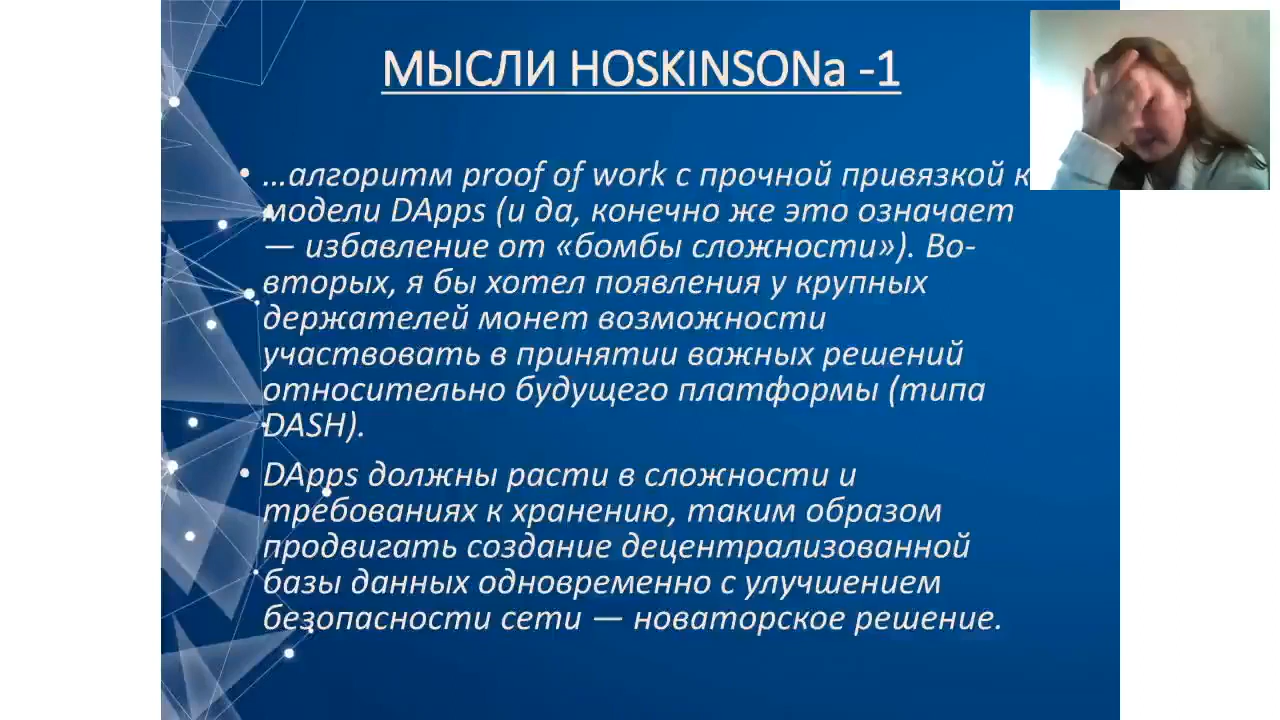 МЫСЛИ HOSKINSONа -1
• …алгоритм proof of work с прочной привязкой к
модели DApps (и да, конечно же это означает
— избавление от «бомбы сложности»). Во-
вторых, я бы хотел появления у крупных
держателей монет возможности
участвовать в принятии важных решений
относительно будущего платформы (типа
DASH).
• DApps должны расти в сложности и
требованиях к хранению, таким образом
продвигать создание децентрализованной
базы данных одновременно с улучшением
безопасности сети — новаторское решение.